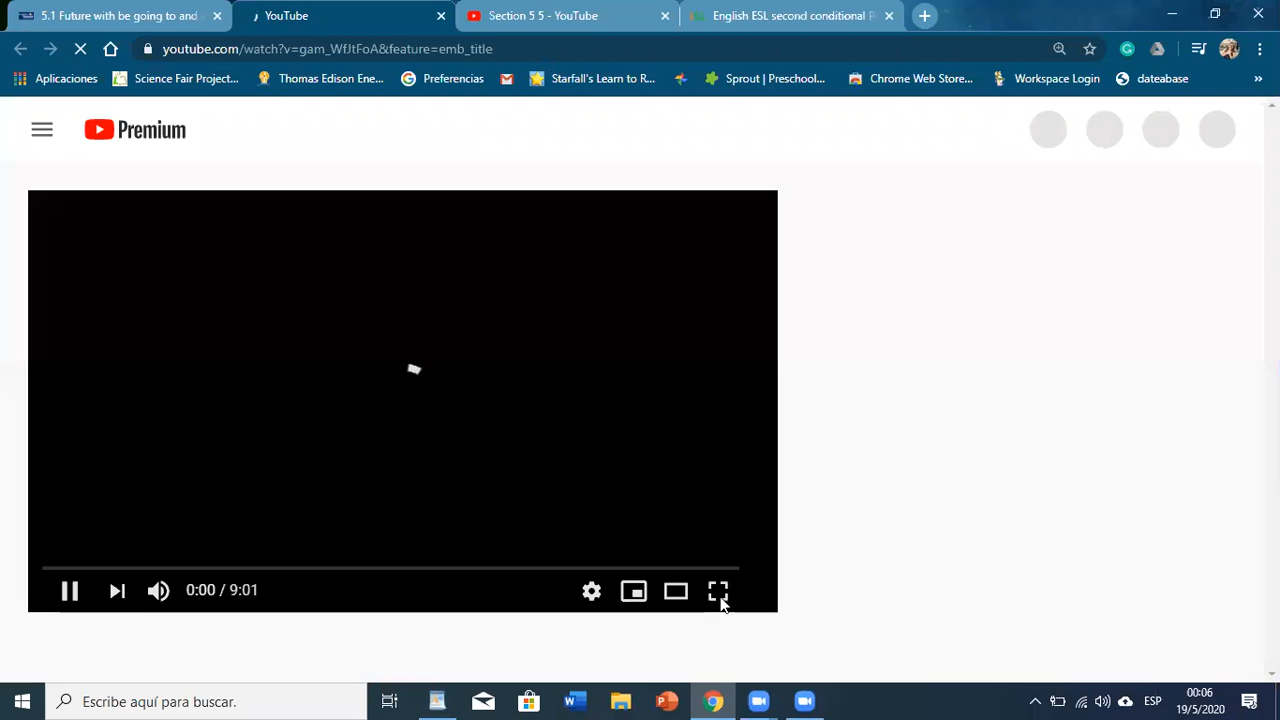 5.1 Future with be going to and
YouTube
Section 5 5 - YouTube
English ESL second conditional P
youtube.com/watch?v=gam_WfJtFoA&feature=emb_title
Aplicaciones
Science Fair Project...
Thomas Edison Ene...
Preferencias
Starfall's Learn to R...
Sprout | Preschool...
Chrome Web Store...
Workspace Login
dateabase
»
Premium
0:00 / 9:01
Escribe aquí para buscar.
ESP
00:06
19/5/2020